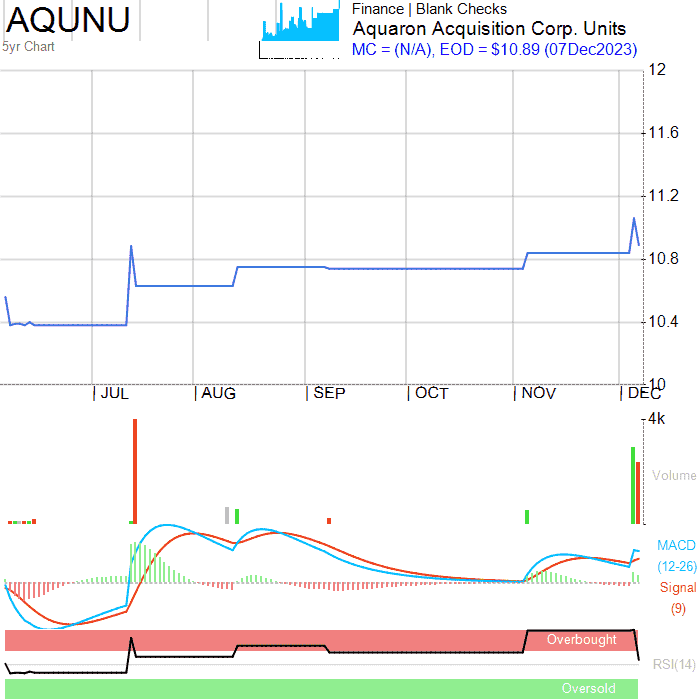 AQUNU
5yr Chart
Finance | Blank Checks
Aquaron Acquisition Corp. Units
MC = (N/A), EOD = $10.89 (07Dec2023)
12
11.6
11.2
10.8
10.4
10
JUL
AUG
SEP
OCT
NOV
DEC
4k
Volume
MACD
(12-26)
Signal
(9)
Overbought
RSI(14)
Oversold